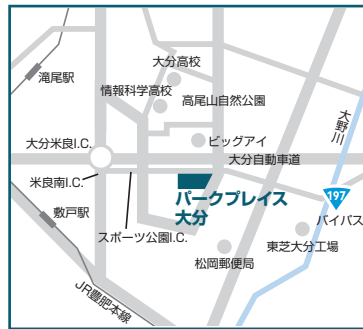 大分高校
滝尾駅
情報科学高校
高尾山自然公園
大野川
ビッグアイ
大分米良I.C.
大分自動車道
米良南I.C.
パークプレイス
大分
197
バイパス
敷戸駅
スポーツ公園I.C.
東芝大分工場
松岡郵便局
JR豊肥本線